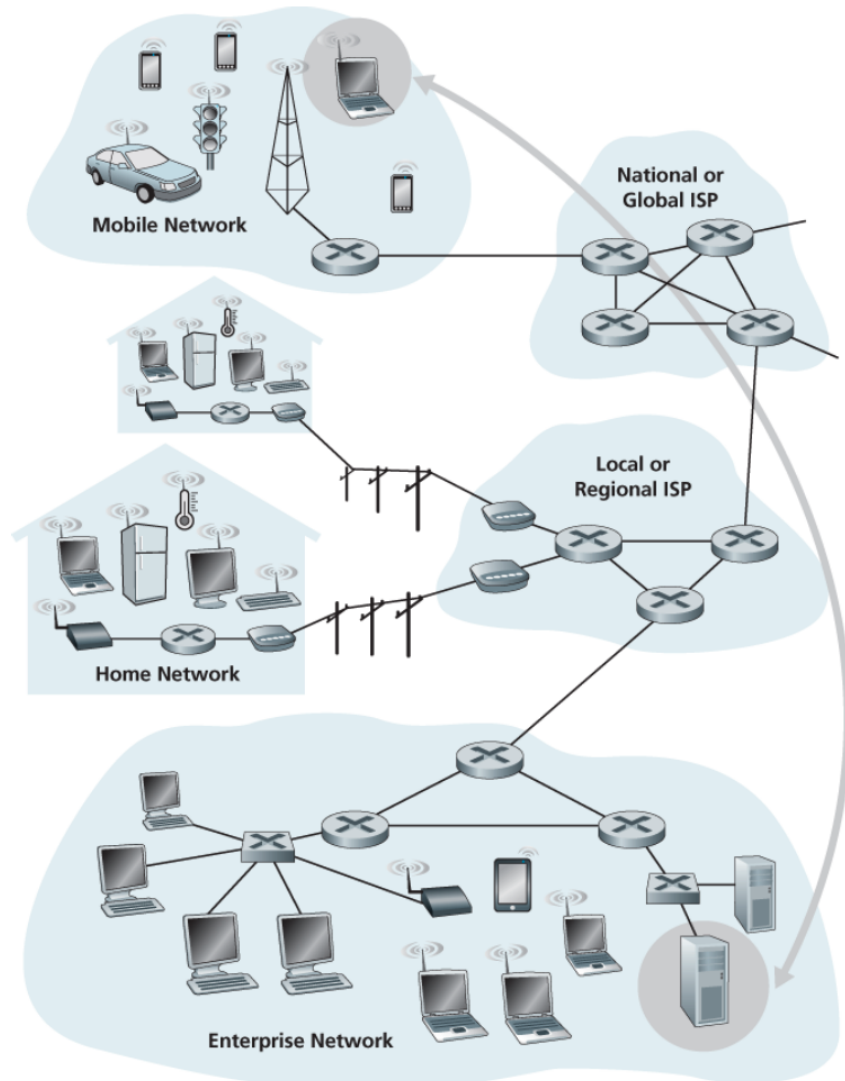 National or
Global ISP
Mobile Network
Local or
Regional ISP
Home Network
Enterprise Network